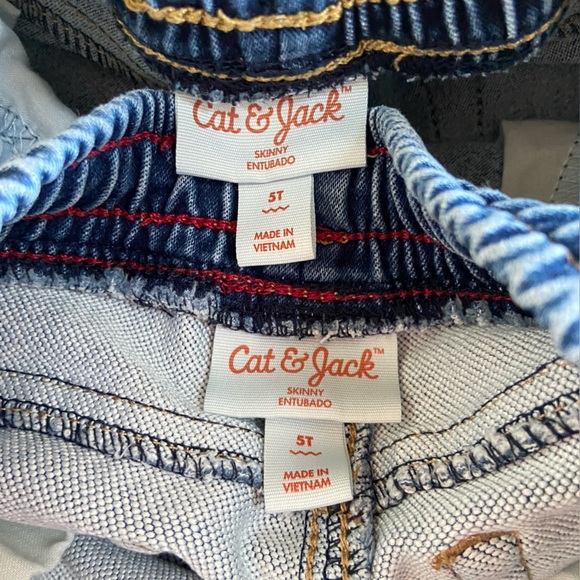 Cat & Jack™
SKINNY
ENTUBADO
5T
MADE IN
VIETNAM
Cat & Jack™
SKINNY
ENTUBADO
5T
MADE IN
VIETNAM